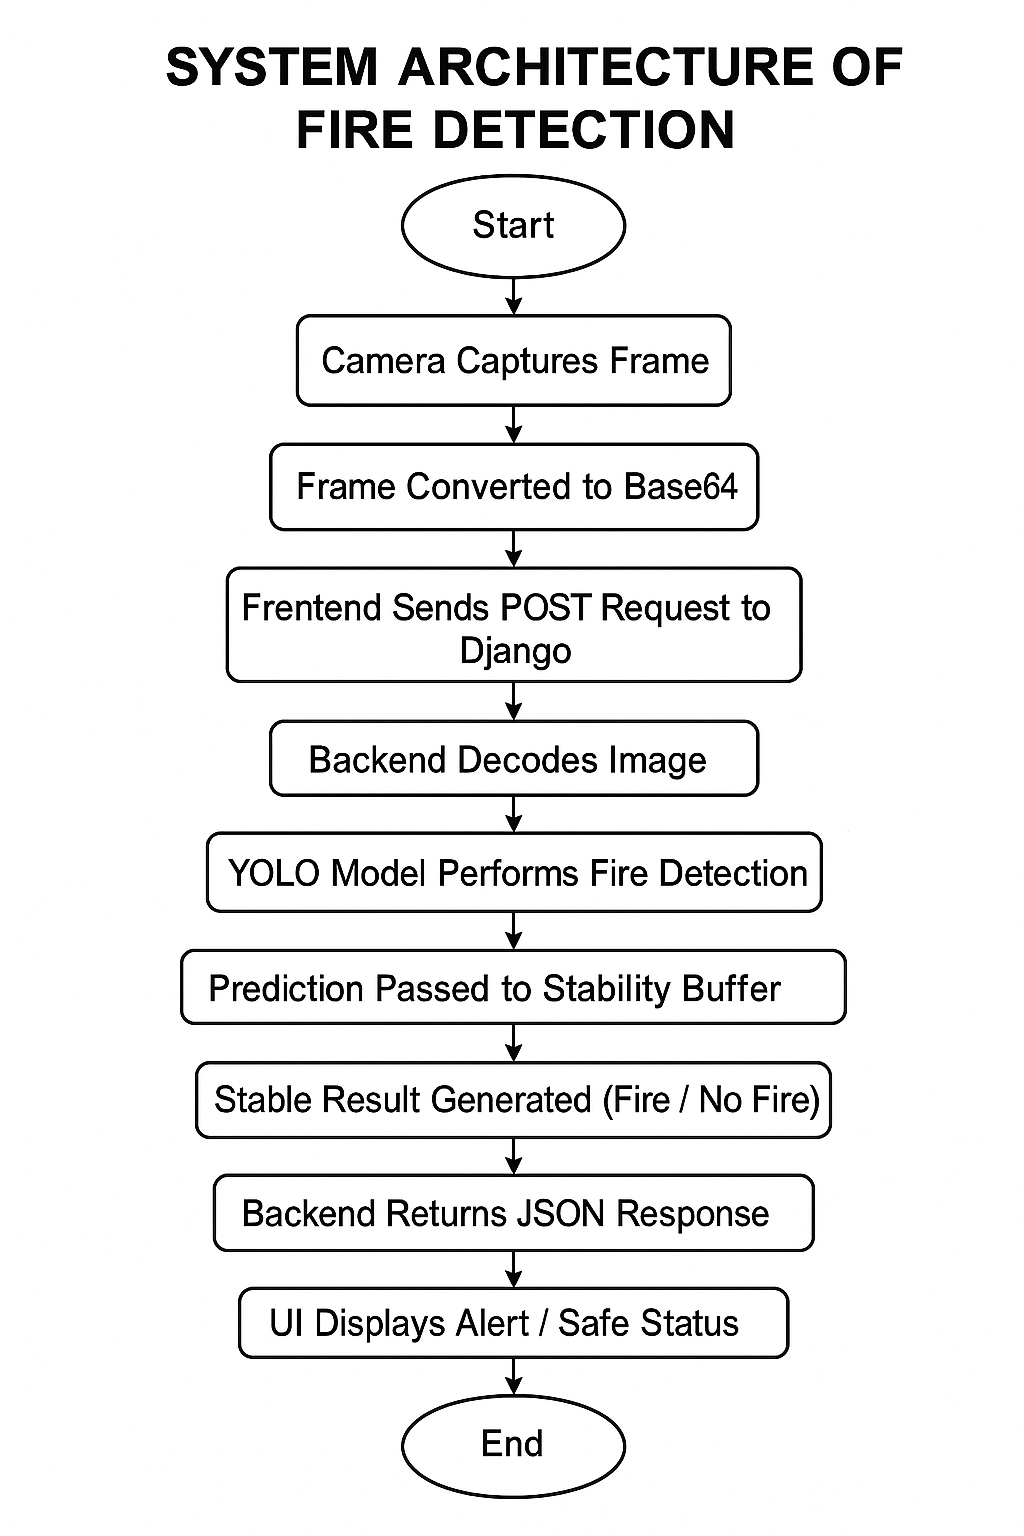 SYSTEM ARCHITECTURE OF
FIRE DETECTION
Start
Camera Captures Frame
Frame Converted to Base64
Frentend Sends POST Request to
Django
Backend Decodes Image
YOLO Model Performs Fire Detection
Prediction Passed to Stability Buffer
Stable Result Generated (Fire / No Fire)
Backend Returns JSON Response
UI Displays Alert / Safe Status
End